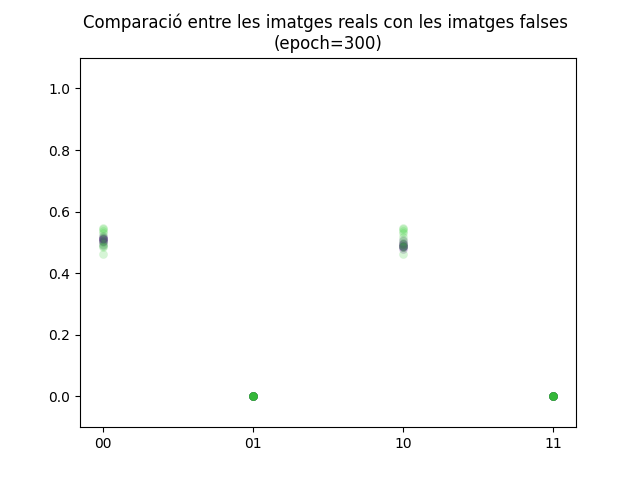 Comparació entre les imatges reals con les imatges falses
(epoch=300)
1.0
0.8
0.6
0.4
0.2
0.0
00 01 10 11